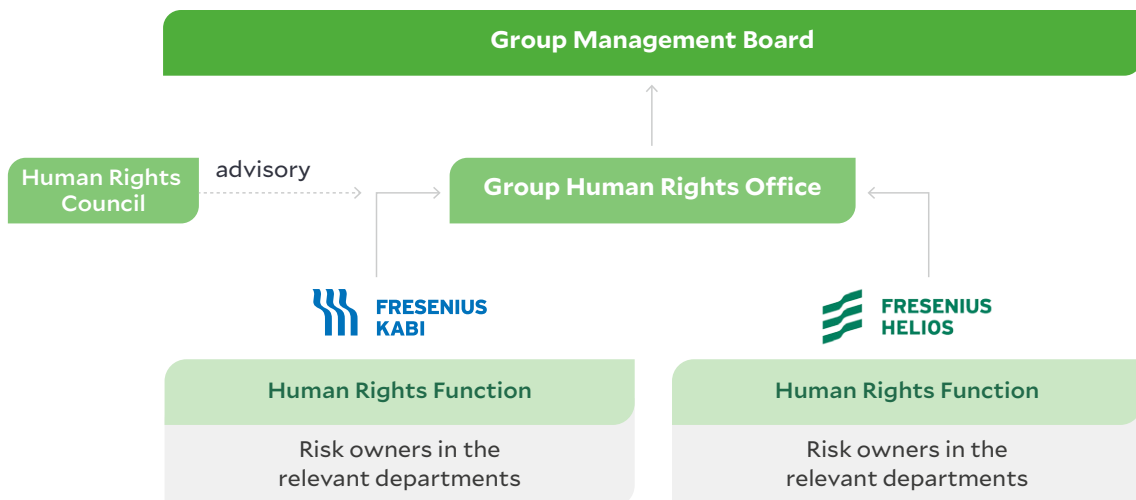 Group Management Board
advisory
Human Rights
Council
Group Human Rights Office
FRESENIUS
KABI
FRESENIUS
HELIOS
Human Rights Function
Risk owners in the
relevant departments
Human Rights Function
Risk owners in the
relevant departments